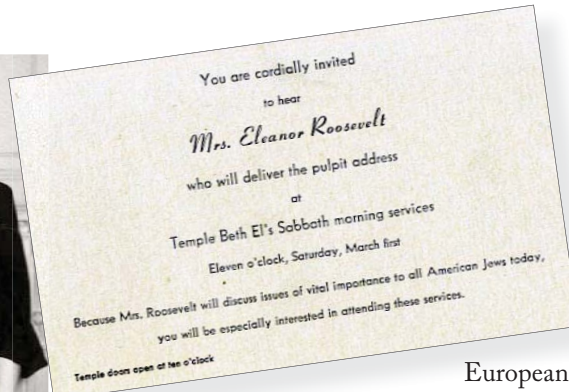 You are cordially invited
to hear
Mrs. Eleanor Roosevelt
who will deliver the pulpit address
at
Temple Beth El's Sabbath morning services
Eleven o'clock, Saturday, March first
Because Mrs. Roosevelt will discuss issues of vital importance to all American Jews today,
you will be especially interested in attending these services.
Temple doors open at ten o'clock
European